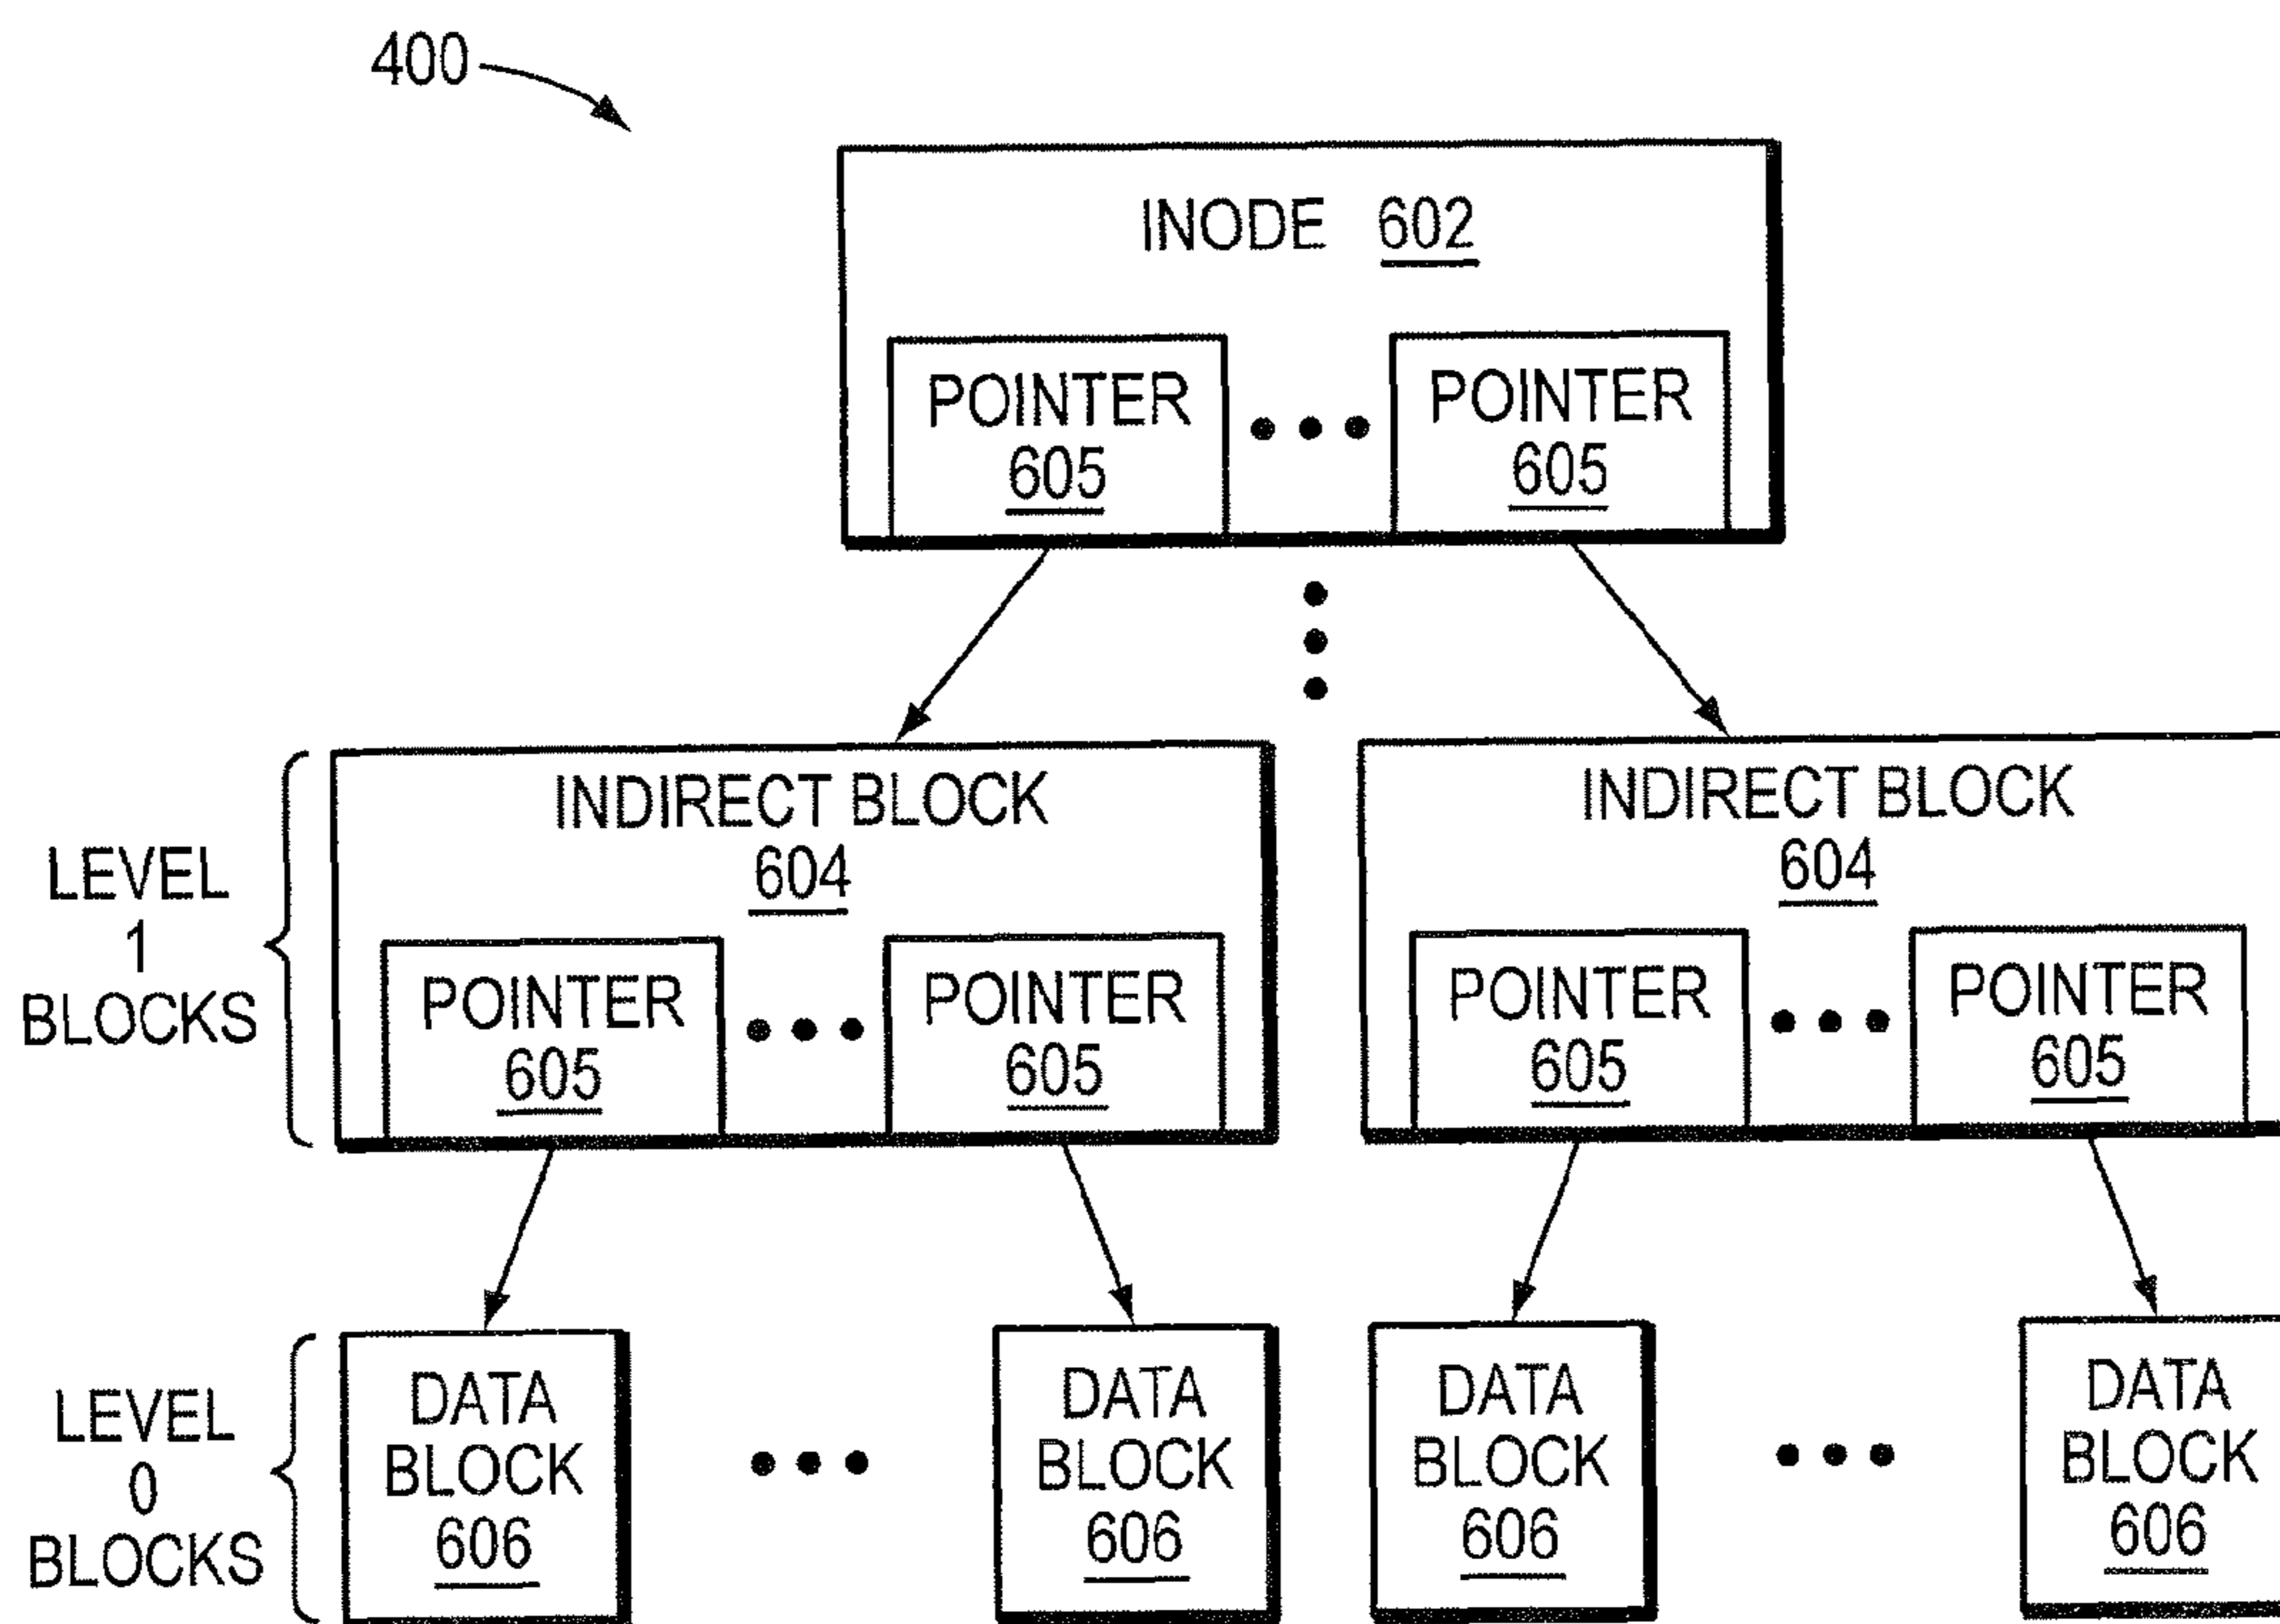 400
INODE 602
POINTER
605
POINTER
605
LEVEL
1
BLOCKS
INDIRECT BLOCK
604
POINTER
605
POINTER
605
INDIRECT BLOCK
604
POINTER
605
POINTER
605
LEVEL
0
BLOCKS
DATA
BLOCK
606
DATA
BLOCK
606
DATA
BLOCK
606
DATA
BLOCK
606